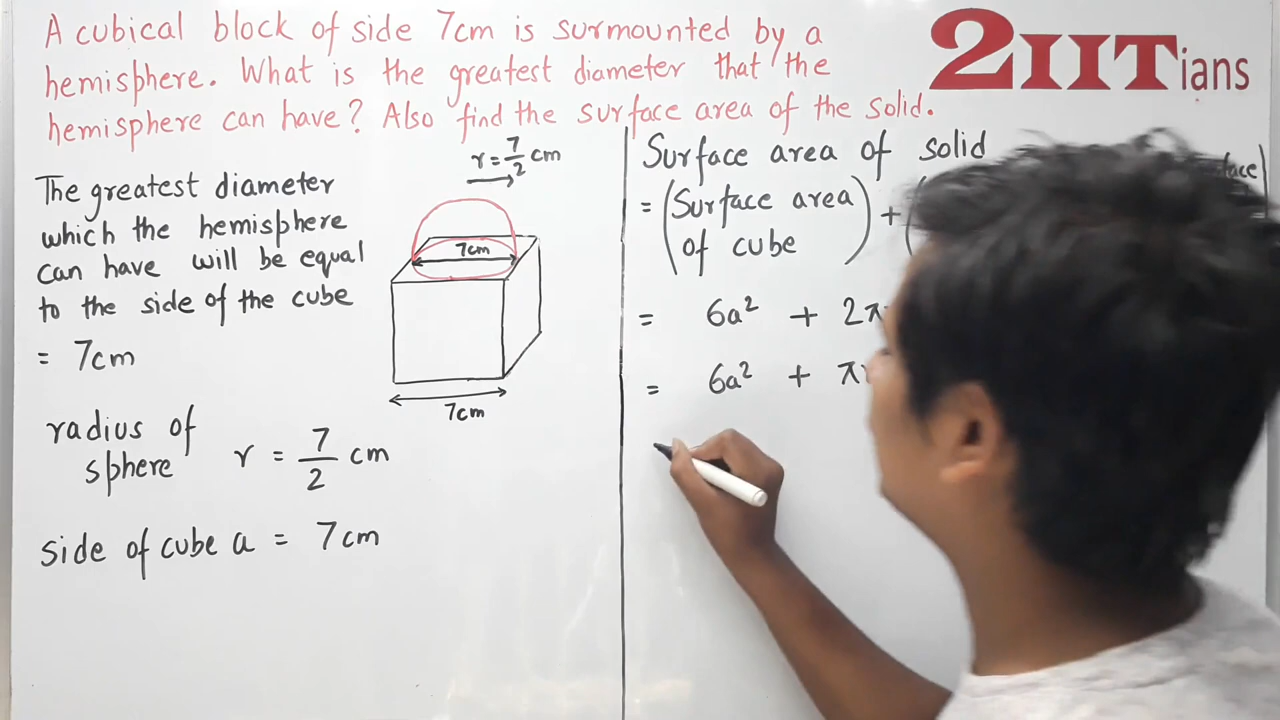 A cubical block of side 7cm is surmounted by a
hemisphere. What is the greatest diameter that the
hemisphere can have? Also find the surface area of the solid.
2IITians
The greatest diameter
which the hemisphere
can have will be equal
to the side of the cube
= 7cm
radius of
sphere r = 7/2 cm
side of cube a = 7cm
r = 7/2 cm
7cm
7cm
Surface area of solid
= (Surface area of cube) + (
= 6a² + 2π
= 6a² + π